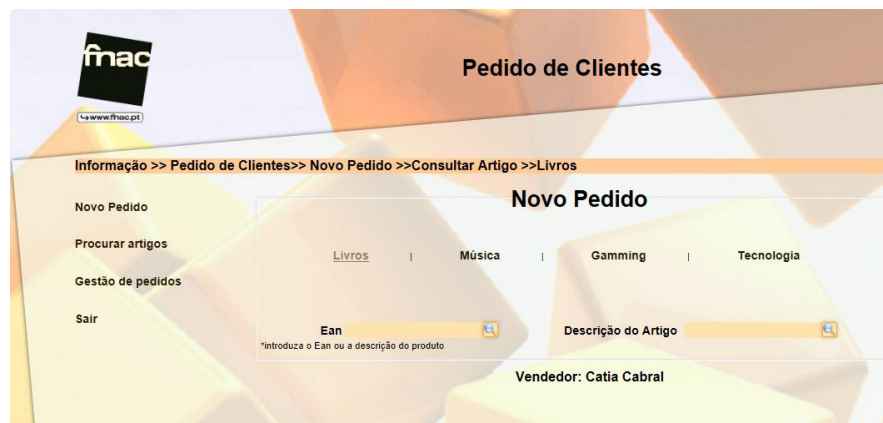 fnac
www.fnac.pt
Pedido de Clientes
Informação >> Pedido de Clientes>> Novo Pedido >>Consultar Artigo >>Livros
Novo Pedido
Novo Pedido
Procurar artigos
Gestão de pedidos
Sair
Livros | Música | Gamming | Tecnologia
Ean Descrição do Artigo
*introduza o Ean ou a descrição do produto
Vendedor: Catia Cabral